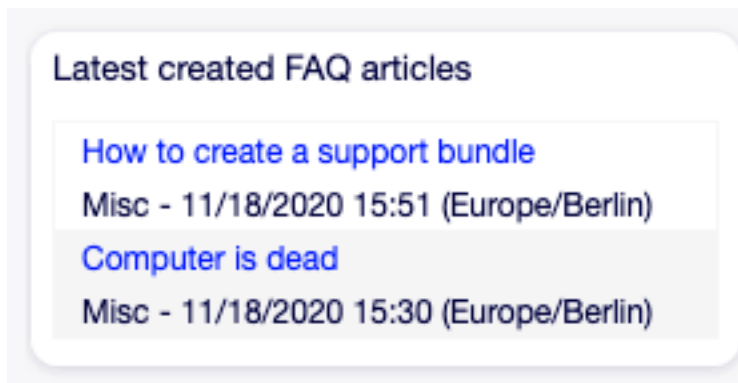 Latest created FAQ articles
How to create a support bundle
Misc - 11/18/2020 15:51 (Europe/Berlin)
Computer is dead
Misc - 11/18/2020 15:30 (Europe/Berlin)